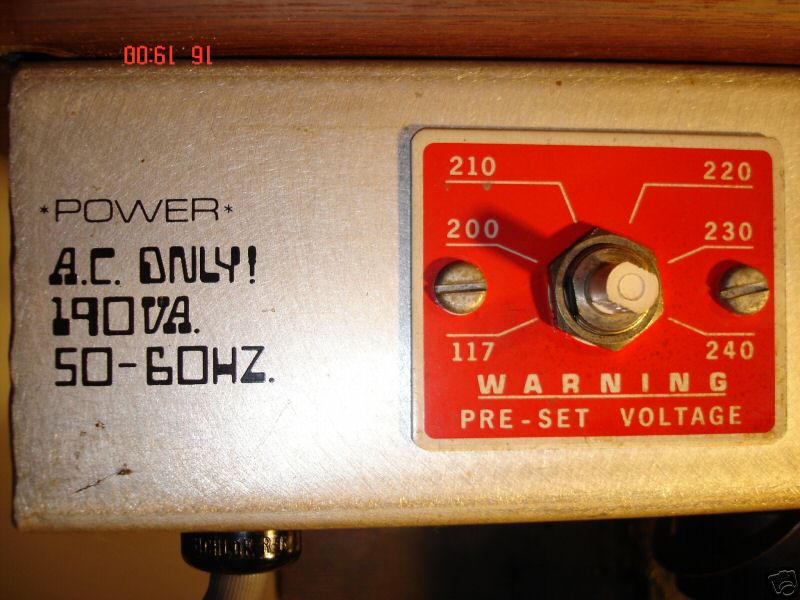 16 19:00
*POWER*
A.C. ONLY!
190VA.
50-60HZ.
210 220
200 230
117 240
WARNING
PRE-SET VOLTAGE